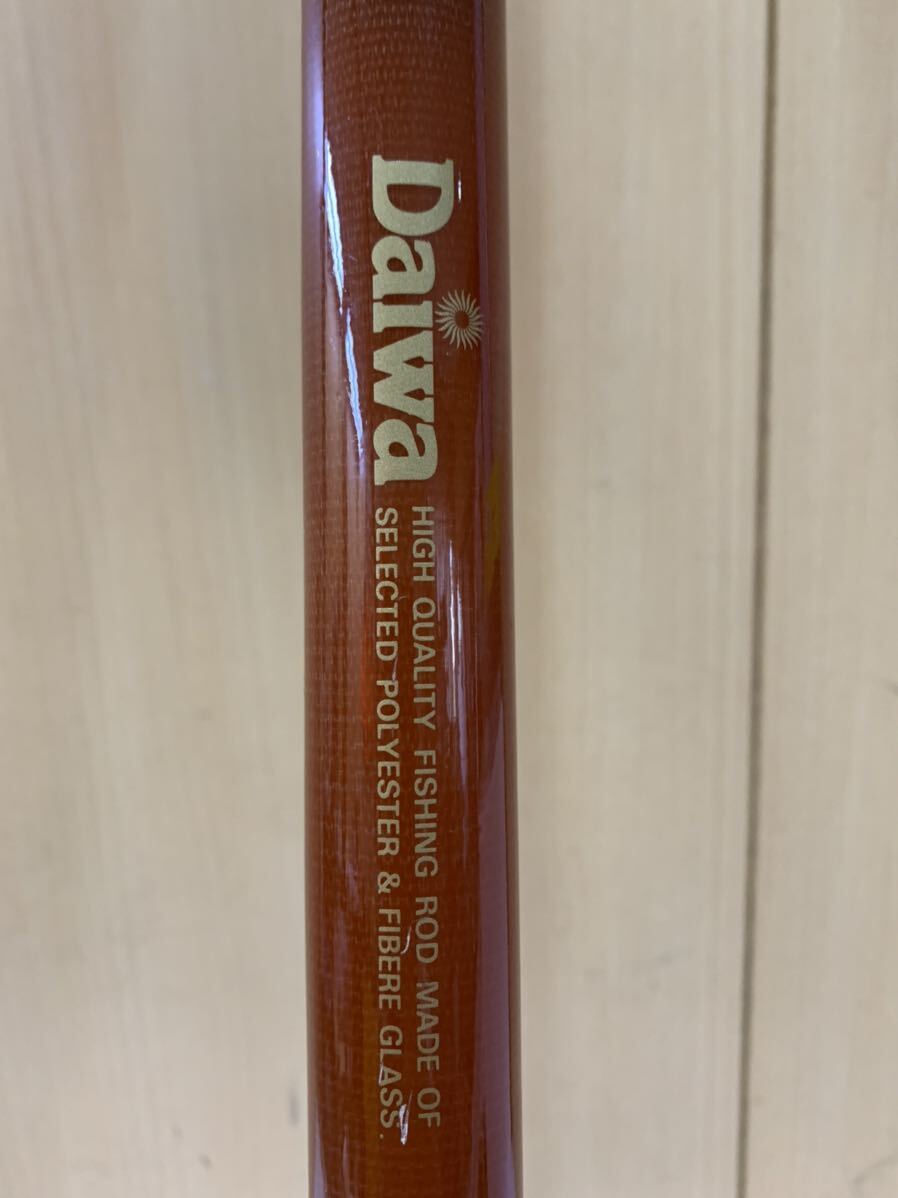 Daiwa
HIGH QUALITY FISHING ROD MADE OF
SELECTED POLYESTER & FIBERE GLASS.